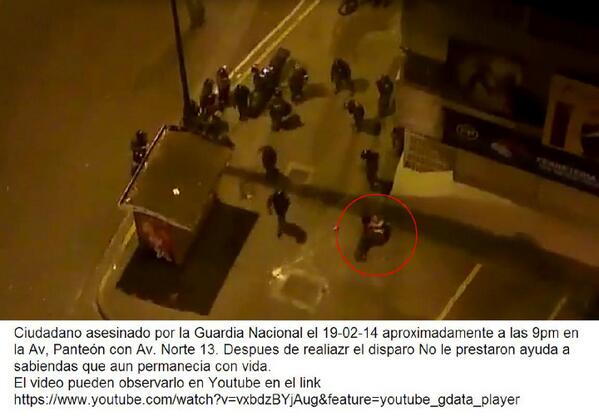 Ciudadano asesinado por la Guardia Nacional el 19-02-14 aproximadamente a las 9pm en
la Av, Panteón con Av. Norte 13. Despues de realiazr el disparo No le prestaron ayuda a
sabiendas que aun permanecia con vida.
El video pueden observarlo en Youtube en el link
https://www.youtube.com/watch?v=vxbdzBYjAug&feature=youtube_gdata_player